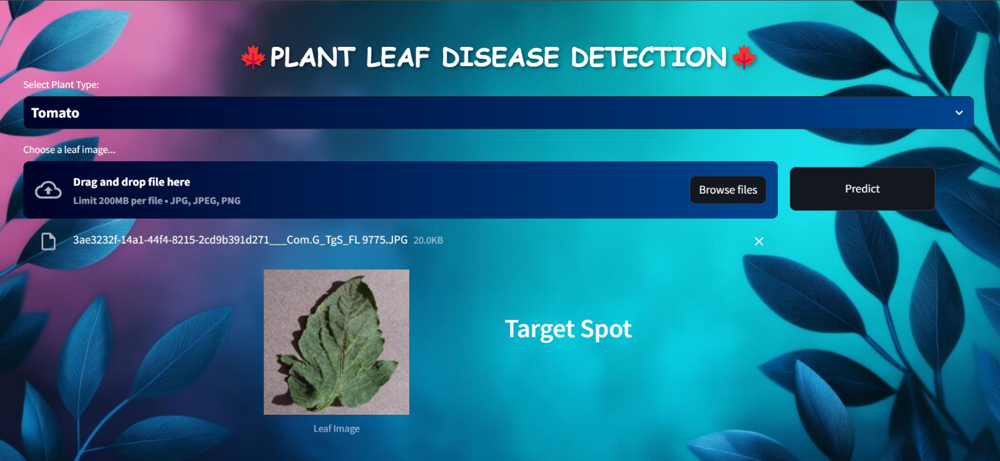 PLANT LEAF DISEASE DETECTION
Select Plant Type:
Tomato
Choose a leaf image...
Drag and drop file here
Limit 200MB per file • JPG, JPEG, PNG
Browse files
Predict
3ae3232f-14a1-44f4-8215-2cd9b391d271___Com.G_TgS_FL 9775.JPG 20.0KB
Target Spot
Leaf Image